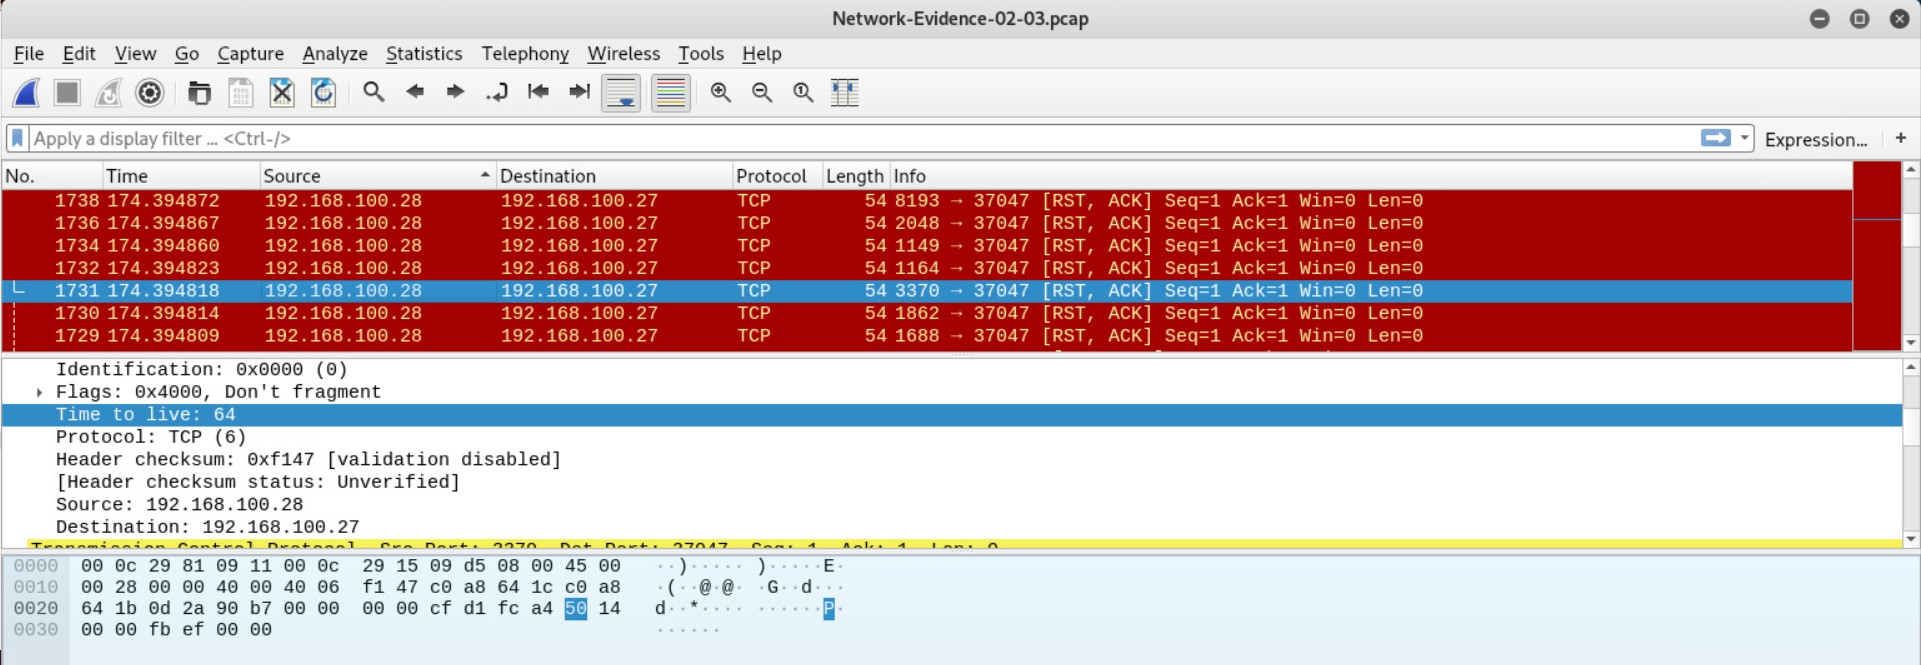 Network-Evidence-02-03.pcap
File Edit View Go Capture Analyze Statistics Telephony Wireless Tools Help
Apply a display filter ... <Ctrl-/> Expression... +
No. Time Source Destination Protocol Length Info
1738 174.394872 192.168.100.28 192.168.100.27 TCP 54 8193 → 37047 [RST, ACK] Seq=1 Ack=1 Win=0 Len=0
1736 174.394867 192.168.100.28 192.168.100.27 TCP 54 2048 → 37047 [RST, ACK] Seq=1 Ack=1 Win=0 Len=0
1734 174.394860 192.168.100.28 192.168.100.27 TCP 54 1149 → 37047 [RST, ACK] Seq=1 Ack=1 Win=0 Len=0
1732 174.394823 192.168.100.28 192.168.100.27 TCP 54 1164 → 37047 [RST, ACK] Seq=1 Ack=1 Win=0 Len=0
1731 174.394818 192.168.100.28 192.168.100.27 TCP 54 3370 → 37047 [RST, ACK] Seq=1 Ack=1 Win=0 Len=0
1730 174.394814 192.168.100.28 192.168.100.27 TCP 54 1862 → 37047 [RST, ACK] Seq=1 Ack=1 Win=0 Len=0
1729 174.394809 192.168.100.28 192.168.100.27 TCP 54 1688 → 37047 [RST, ACK] Seq=1 Ack=1 Win=0 Len=0
Identification: 0x0000 (0)
Flags: 0x4000, Don't fragment
Time to live: 64
Protocol: TCP (6)
Header checksum: 0xf147 [validation disabled]
[Header checksum status: Unverified]
Source: 192.168.100.28
Destination: 192.168.100.27
Transmission Control Protocol, Src Port: 3370, Dst Port: 37047, Seq: 1, Ack: 1, Len: 0
0000 00 0c 29 81 09 11 00 0c 29 15 09 d5 08 00 45 00 ··)····· )·····E·
0010 00 28 00 00 40 00 40 06 f1 47 c0 a8 64 1c c0 a8 ·(··@·@· ·G··d···
0020 64 1b 0d 2a 90 b7 00 00 00 00 cf d1 fc a4 50 14 d··*···· ······P·
0030 00 00 fb ef 00 00 ······